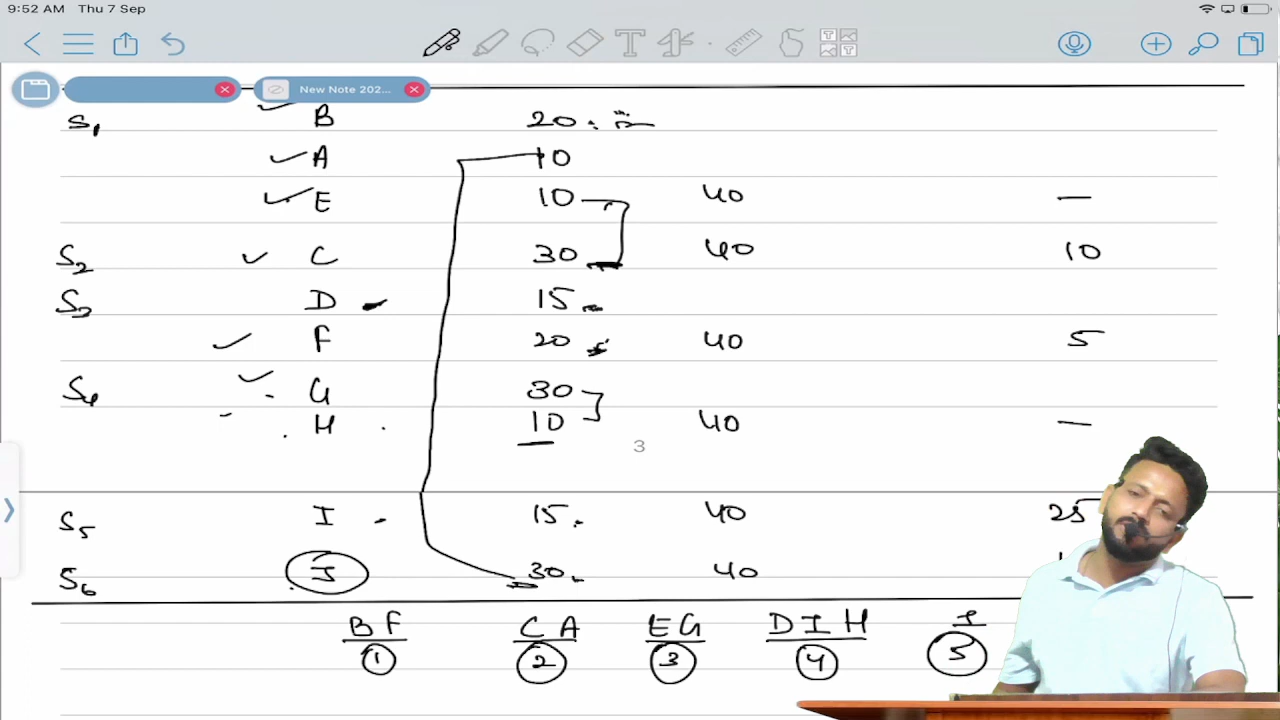 9:52 AM Thu 7 Sep
New Note 202...
S1 B 20
A 10
E 10 40 —
S2 C 30 40 10
S3 D 15
F 20 40 5
S4 G 30
H 10 40 —
3
S5 I 15 40 25
S6 J 30 40
BF CA EG DIH J
1 2 3 4 5